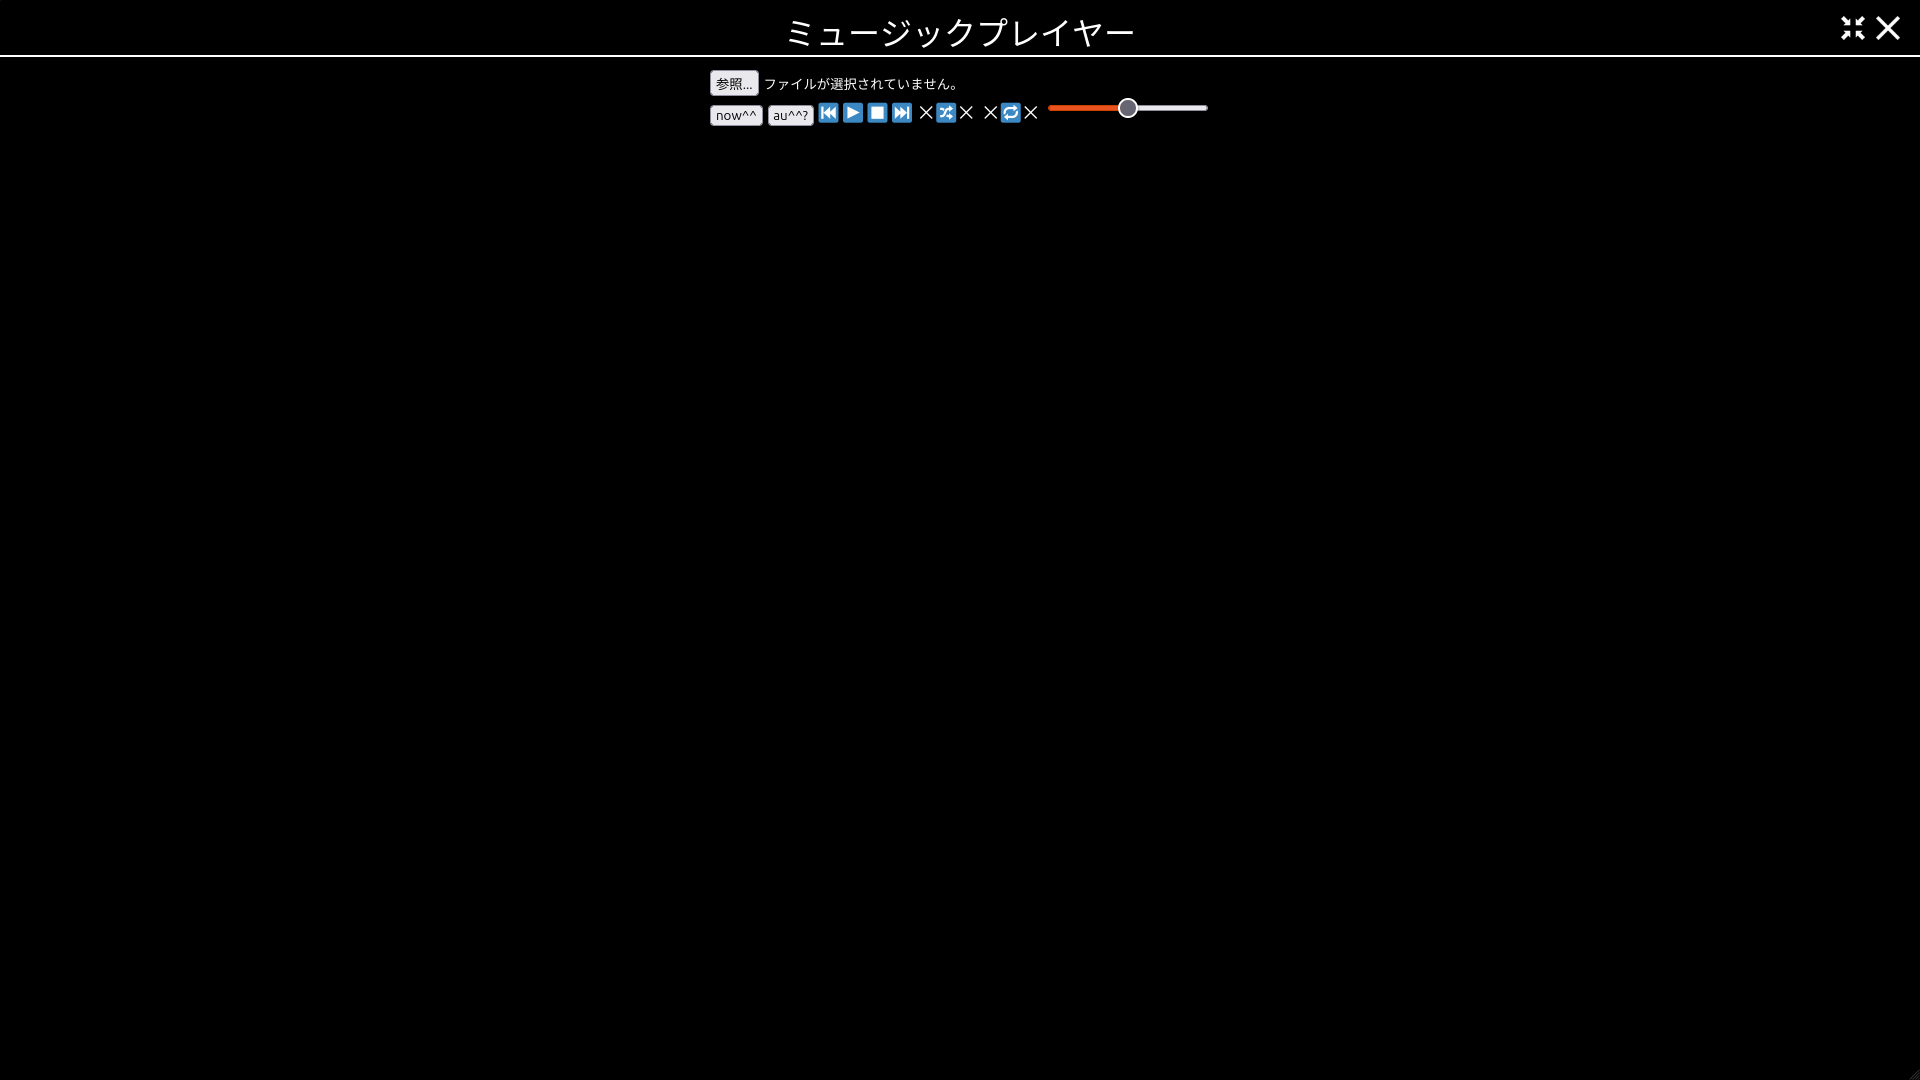 ミュージックプレイヤー
参照... ファイルが選択されていません。
now^^ au^^? ⏮️ ▶️ ⏹️ ⏭️ ×🔀× ×🔁×